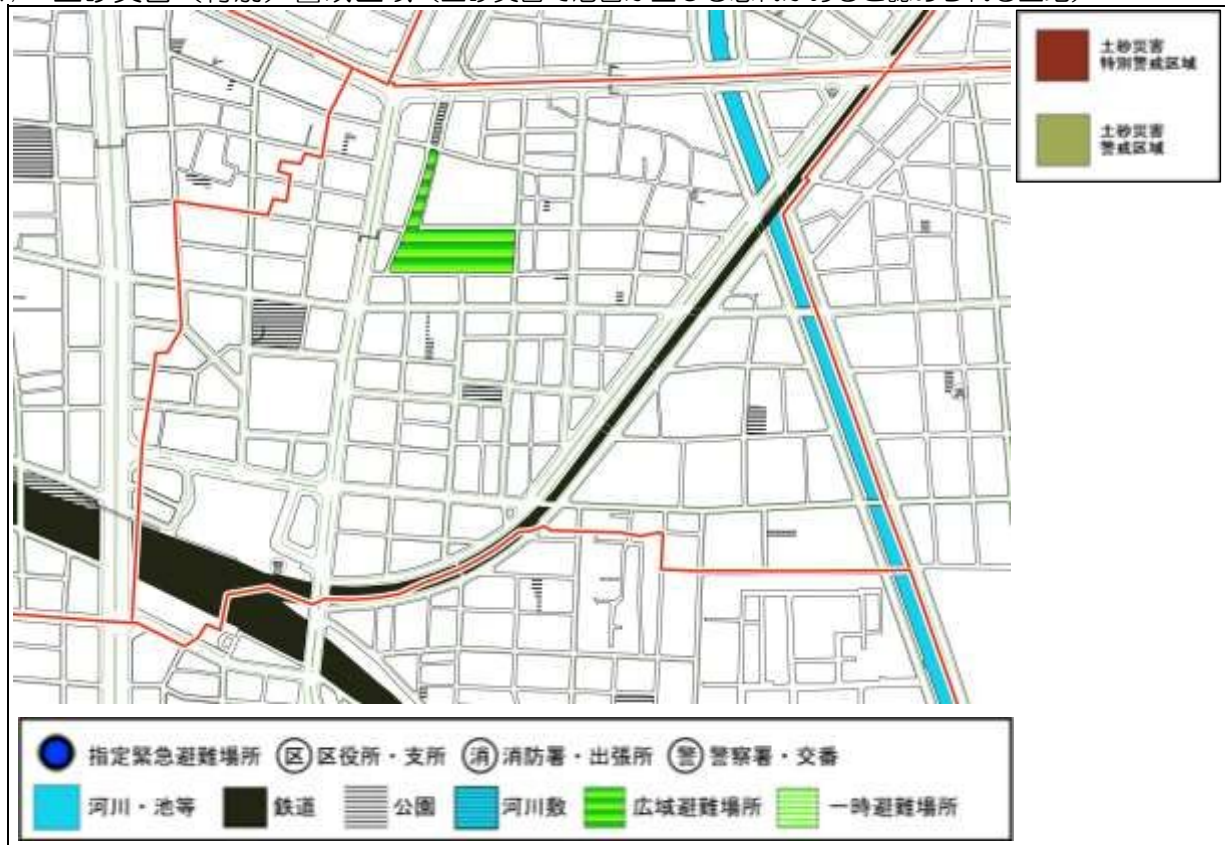 土砂災害
特別警戒区域
土砂災害
警戒区域
指定緊急避難場所 区 区役所・支所 消 消防署・出張所 警 警察署・交番
河川・池等 鉄道 公園 河川敷 広域避難場所 一時避難場所